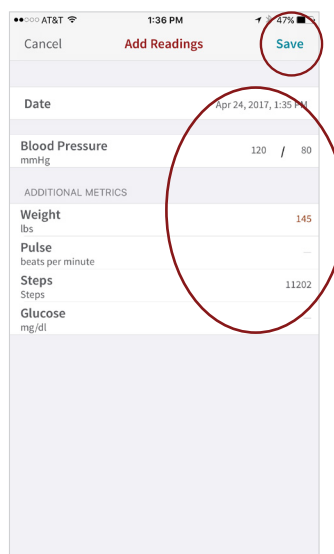 AT&T 1:36 PM 47%
Cancel Add Readings Save
Date Apr 24, 2017, 1:35 PM
Blood Pressure 120 / 80
mmHg
ADDITIONAL METRICS
Weight 145
lbs
Pulse --
beats per minute
Steps 11202
Steps
Glucose --
mg/dl